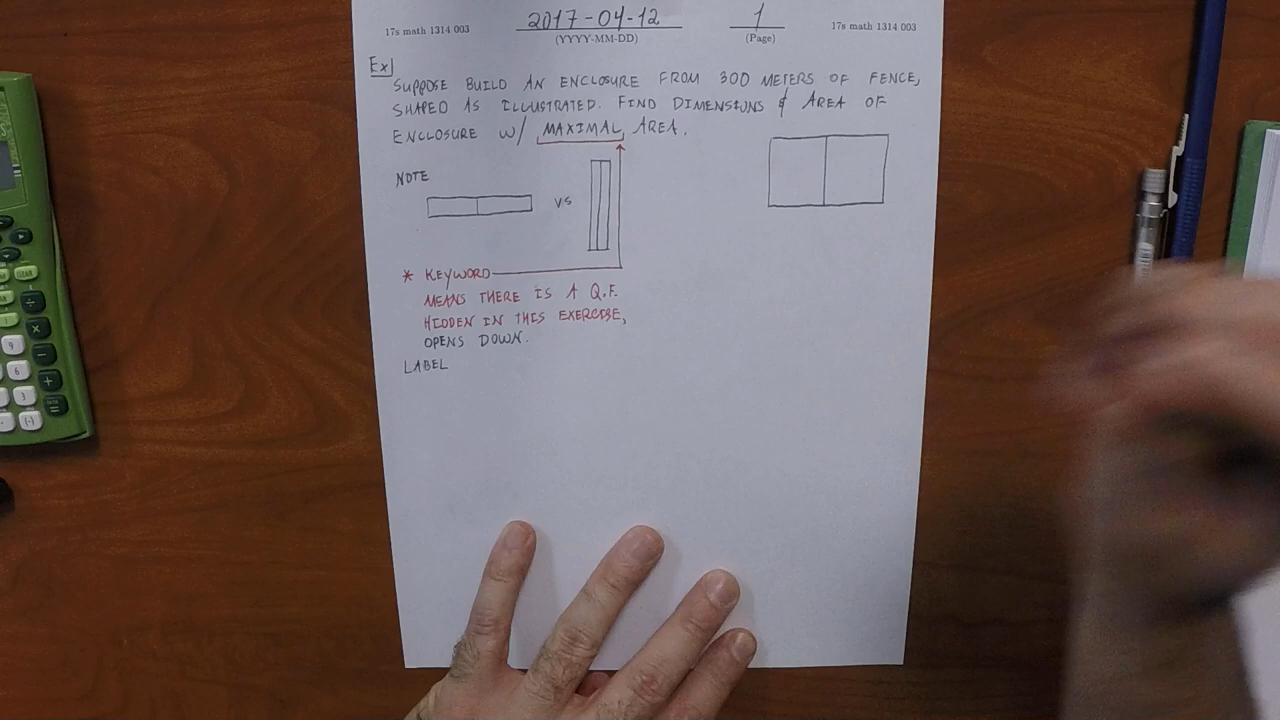 17s math 1314 003 2017-04-12 1 17s math 1314 003
(YYYY-MM-DD) (Page)
Ex
SUPPOSE BUILD AN ENCLOSURE FROM 300 METERS OF FENCE,
SHAPED AS ILLUSTRATED. FIND DIMENSIONS & AREA OF
ENCLOSURE W/ MAXIMAL AREA.
NOTE
VS
* KEYWORD
MEANS THERE IS A Q.F.
HIDDEN IN THIS EXERCISE,
OPENS DOWN.
LABEL